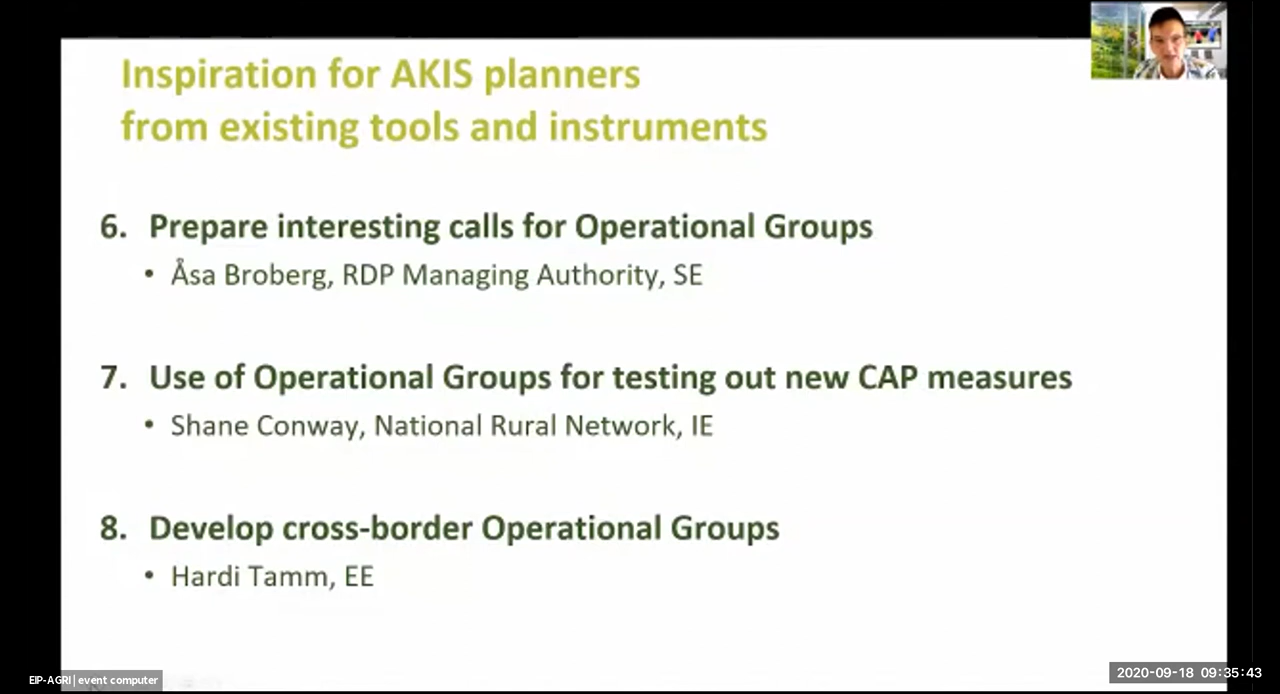 Inspiration for AKIS planners
from existing tools and instruments
6. Prepare interesting calls for Operational Groups
• Åsa Broberg, RDP Managing Authority, SE
7. Use of Operational Groups for testing out new CAP measures
• Shane Conway, National Rural Network, IE
8. Develop cross-border Operational Groups
• Hardi Tamm, EE
EIP-AGRI | event computer
2020-09-18 09:35:43